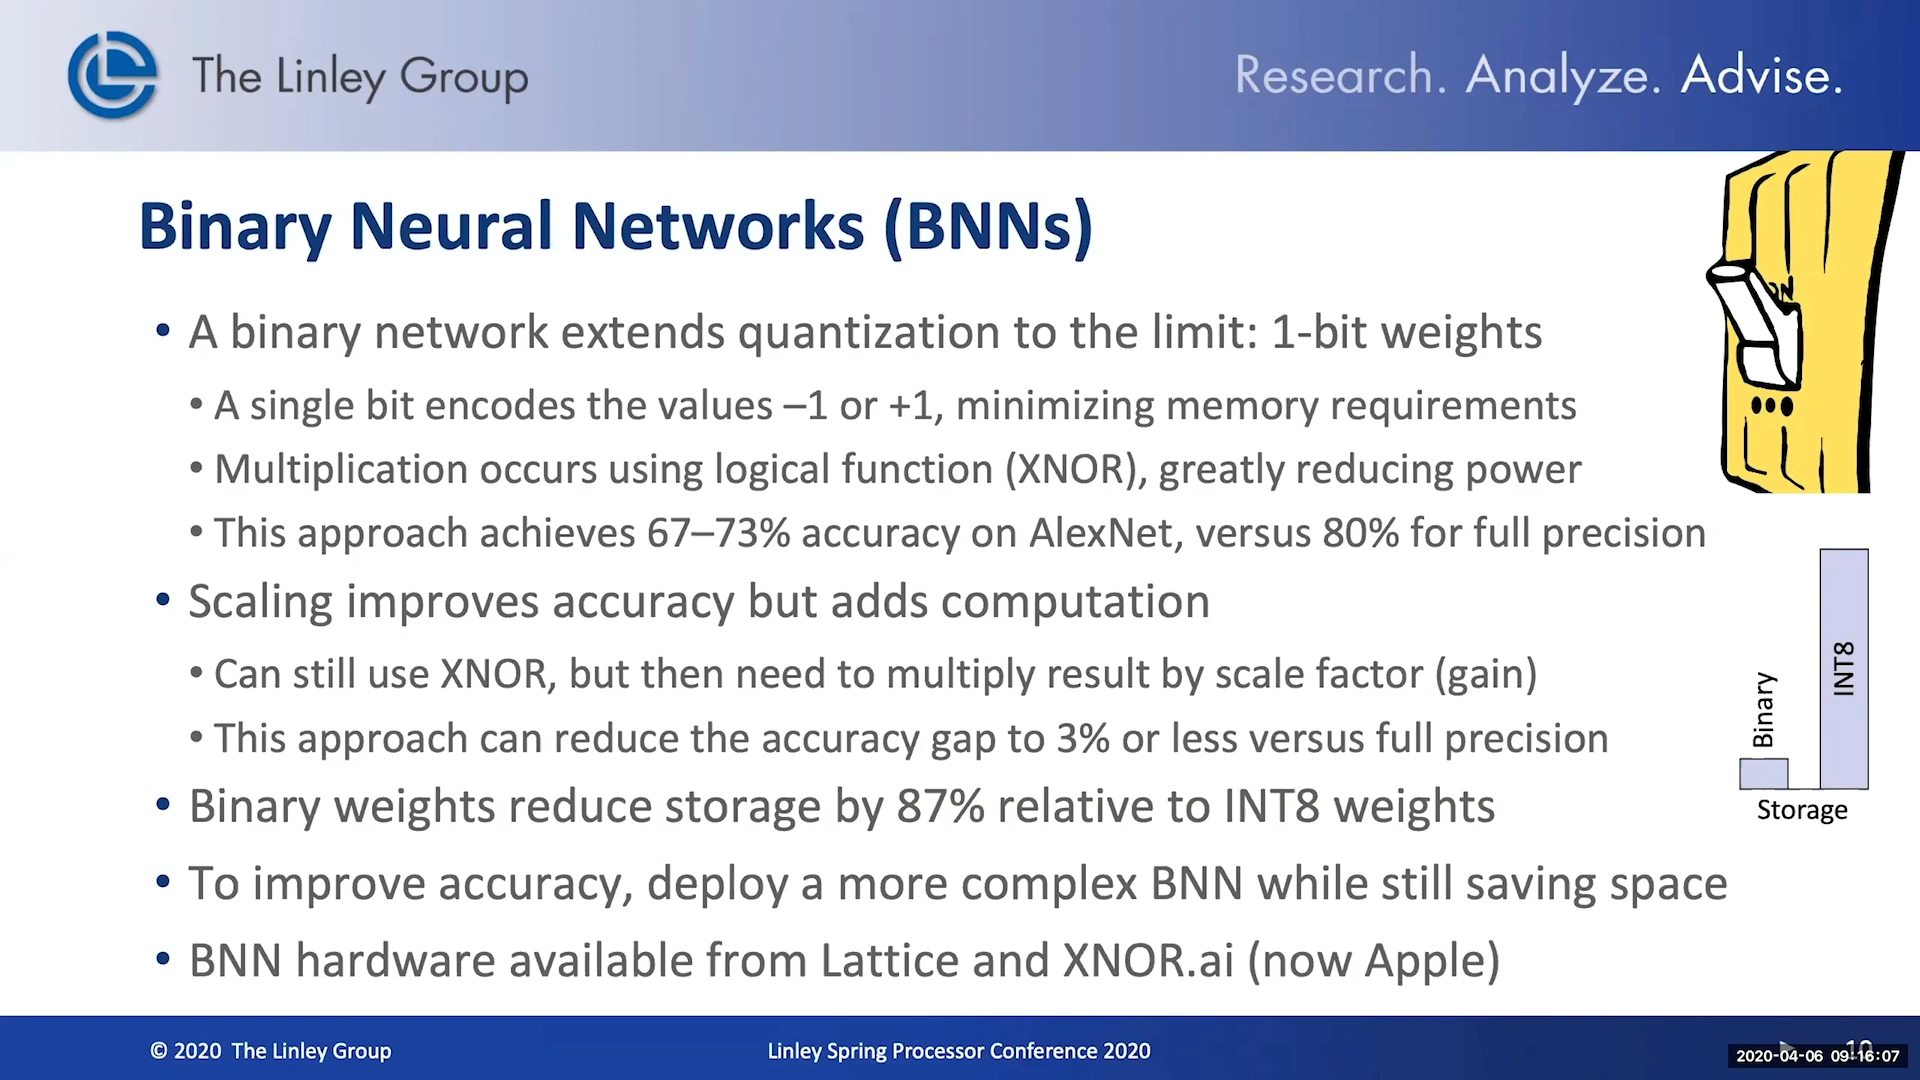 The Linley Group
Research. Analyze. Advise.
Binary Neural Networks (BNNs)
• A binary network extends quantization to the limit: 1-bit weights
• A single bit encodes the values –1 or +1, minimizing memory requirements
• Multiplication occurs using logical function (XNOR), greatly reducing power
• This approach achieves 67–73% accuracy on AlexNet, versus 80% for full precision
• Scaling improves accuracy but adds computation
• Can still use XNOR, but then need to multiply result by scale factor (gain)
• This approach can reduce the accuracy gap to 3% or less versus full precision
• Binary weights reduce storage by 87% relative to INT8 weights
• To improve accuracy, deploy a more complex BNN while still saving space
• BNN hardware available from Lattice and XNOR.ai (now Apple)
ON
Binary
INT8
Storage
© 2020 The Linley Group
Linley Spring Processor Conference 2020
10
2020-04-06 09:16:07